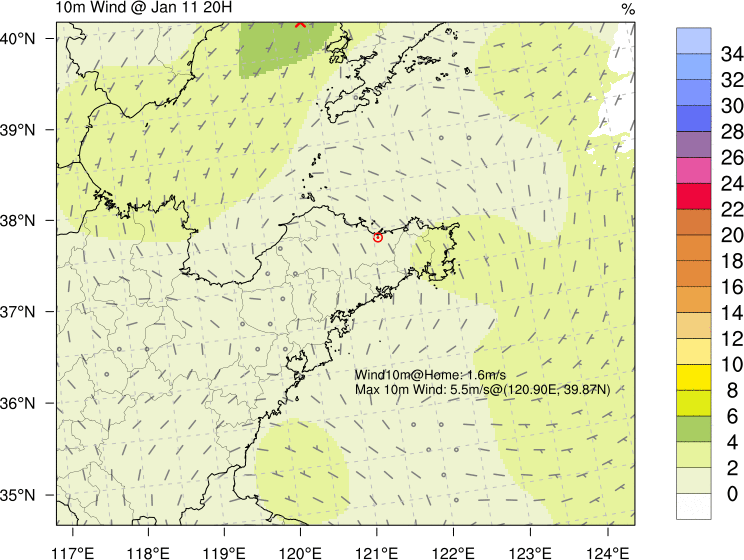 10m Wind @ Jan 11 20H
%
40°N
39°N
38°N
37°N
36°N
35°N
Wind10m@Home: 1.6m/s
Max 10m Wind: 5.5m/s@(120.90E, 39.87N)
117°E 118°E 119°E 120°E 121°E 122°E 123°E 124°E
34
32
30
28
26
24
22
20
18
16
14
12
10
8
6
4
2
0